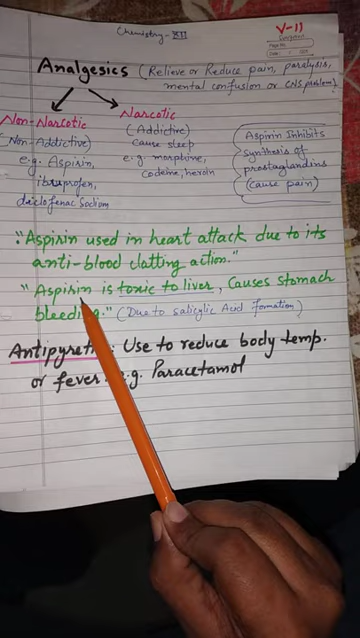 Chemistry-XII
V-11
Analgesics (Relieve or Reduce pain, paralysis,
mental confusion or CNS problem)
Non-Narcotic
(Non-Addictive)
e.g. Aspirin,
ibuprofen,
diclofenac Sodium
Narcotic
(Addictive)
cause sleep
e.g. morphine,
codeine, heroin
Aspirin Inhibits
synthesis of
prostaglandins
(cause pain)
"Aspirin used in heart attack due to its
anti-blood clatting action."
"Aspirin is toxic to liver, Causes stomach
bleeding." (Due to salicylic Acid formation)
Antipyretic: Use to reduce body temp.
or fever e.g. Paracetamol